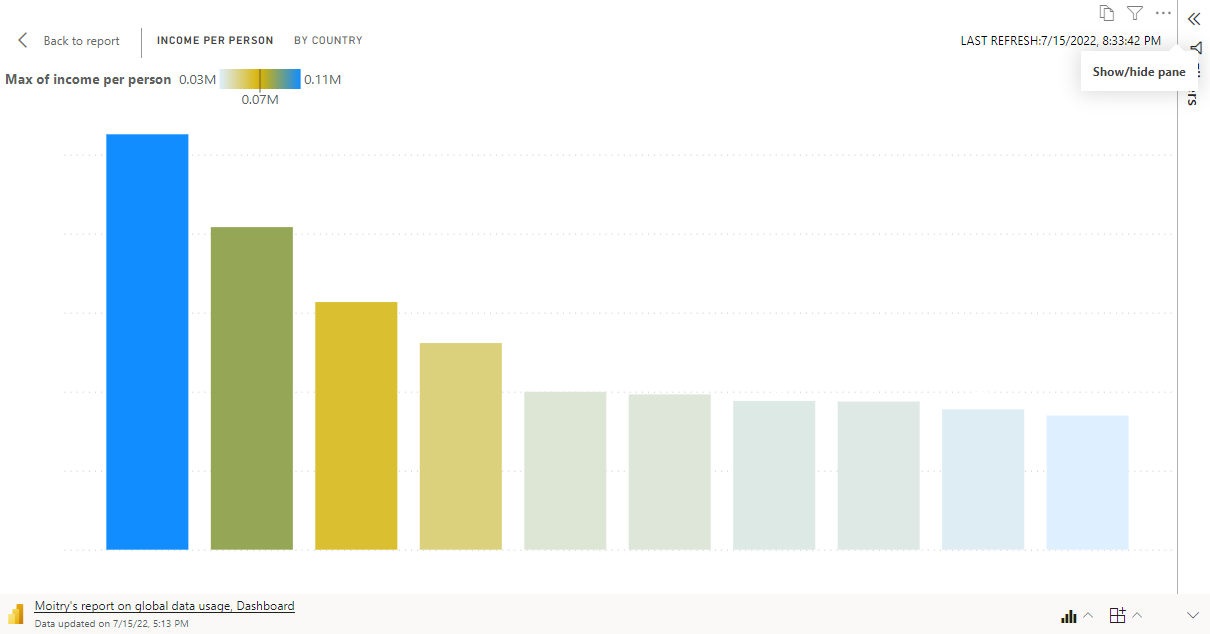 Back to report
INCOME PER PERSON
BY COUNTRY
LAST REFRESH:7/15/2022, 8:33:42 PM
Show/hide pane
Max of income per person 0.03M 0.11M
0.07M
Moitry's report on global data usage, Dashboard
Data updated on 7/15/22, 5:13 PM